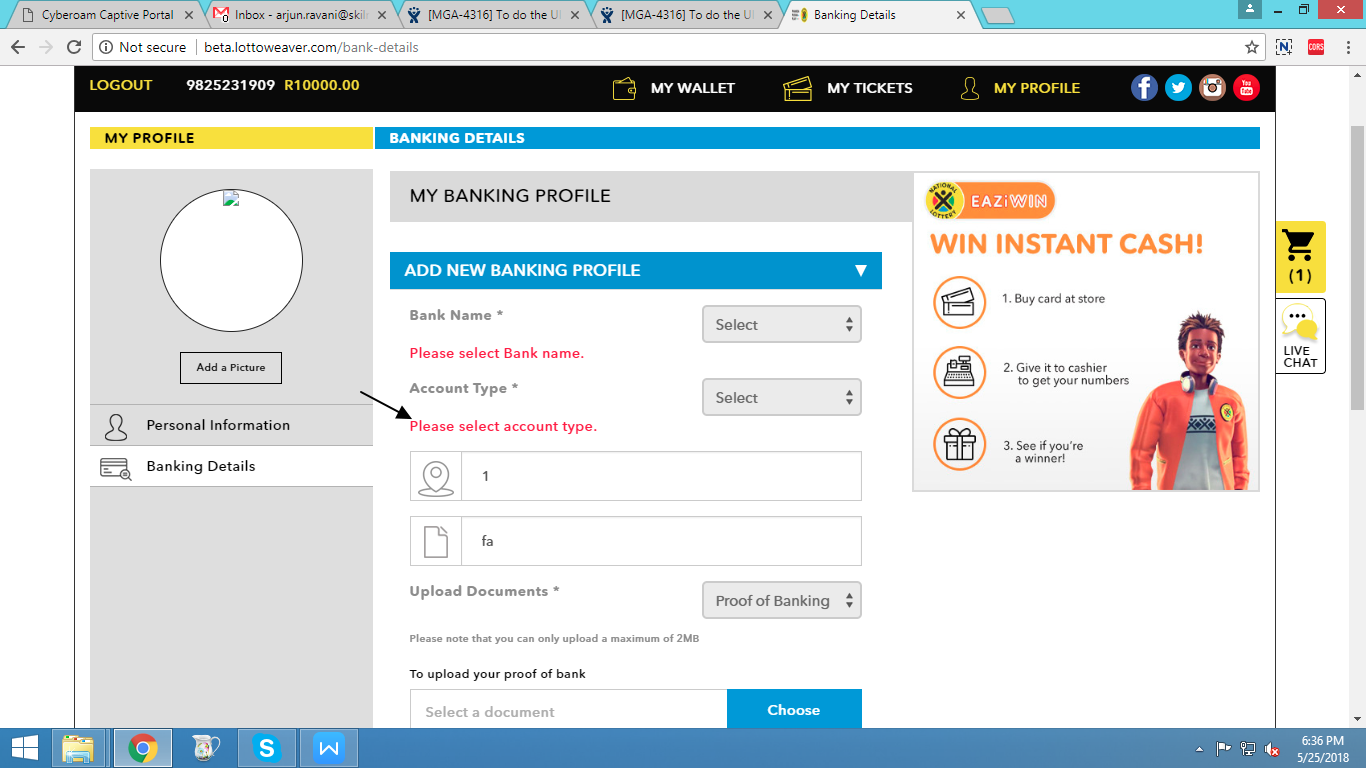 Cyberoam Captive Portal
Inbox - arjun.ravani@skil
[MGA-4316] To do the U
[MGA-4316] To do the U
Banking Details
Not secure
beta.lottoweaver.com/bank-details
CORS
LOGOUT
9825231909 R10000.00
MY WALLET
MY TICKETS
MY PROFILE
You
Tube
MY PROFILE
BANKING DETAILS
Add a Picture
Personal Information
Banking Details
MY BANKING PROFILE
ADD NEW BANKING PROFILE
Bank Name *
Select
Please select Bank name.
Account Type *
Select
Please select account type.
1
fa
Upload Documents *
Proof of Banking
Please note that you can only upload a maximum of 2MB
To upload your proof of bank
Select a document
Choose
NATIONAL
LOTTERY
EAZiWIN
WIN INSTANT CASH!
1. Buy card at store
2. Give it to cashier
to get your numbers
3. See if you're
a winner!
(1)
LIVE
CHAT
6:36 PM
5/25/2018